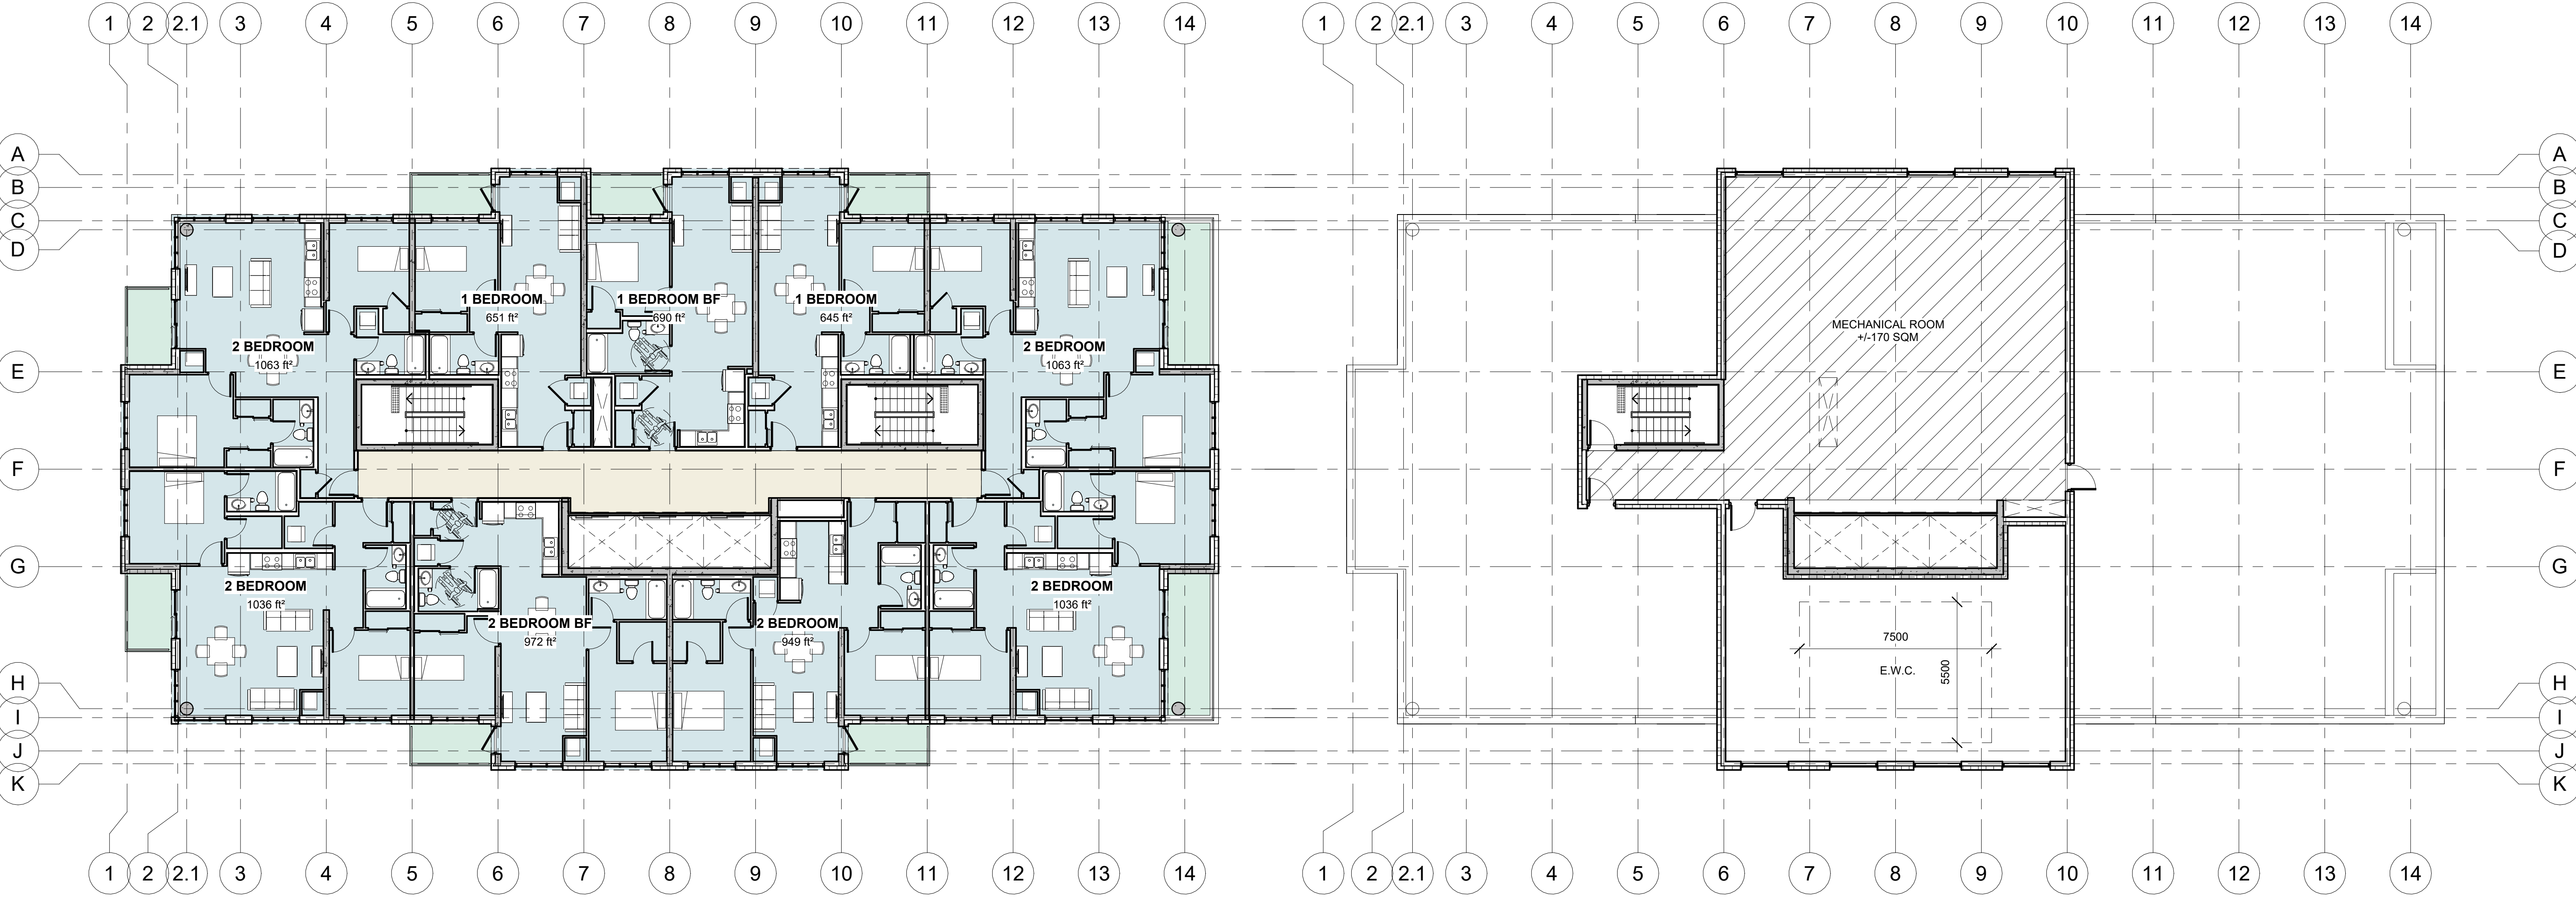 1 2 2.1 3 4 5 6 7 8 9 10 11 12 13 14
1 2 2.1 3 4 5 6 7 8 9 10 11 12 13 14
A
B
C
D
E
F
G
H
I
J
K
2 BEDROOM
1063 ft²
1 BEDROOM
651 ft²
1 BEDROOM BF
690 ft²
1 BEDROOM
645 ft²
2 BEDROOM
1063 ft²
2 BEDROOM
1036 ft²
2 BEDROOM BF
972 ft²
2 BEDROOM
949 ft²
2 BEDROOM
1036 ft²
MECHANICAL ROOM
+/-170 SQM
7500
E.W.C.
5500
A
B
C
D
E
F
G
H
I
J
K
1 2 2.1 3 4 5 6 7 8 9 10 11 12 13 14
1 2 2.1 3 4 5 6 7 8 9 10 11 12 13 14